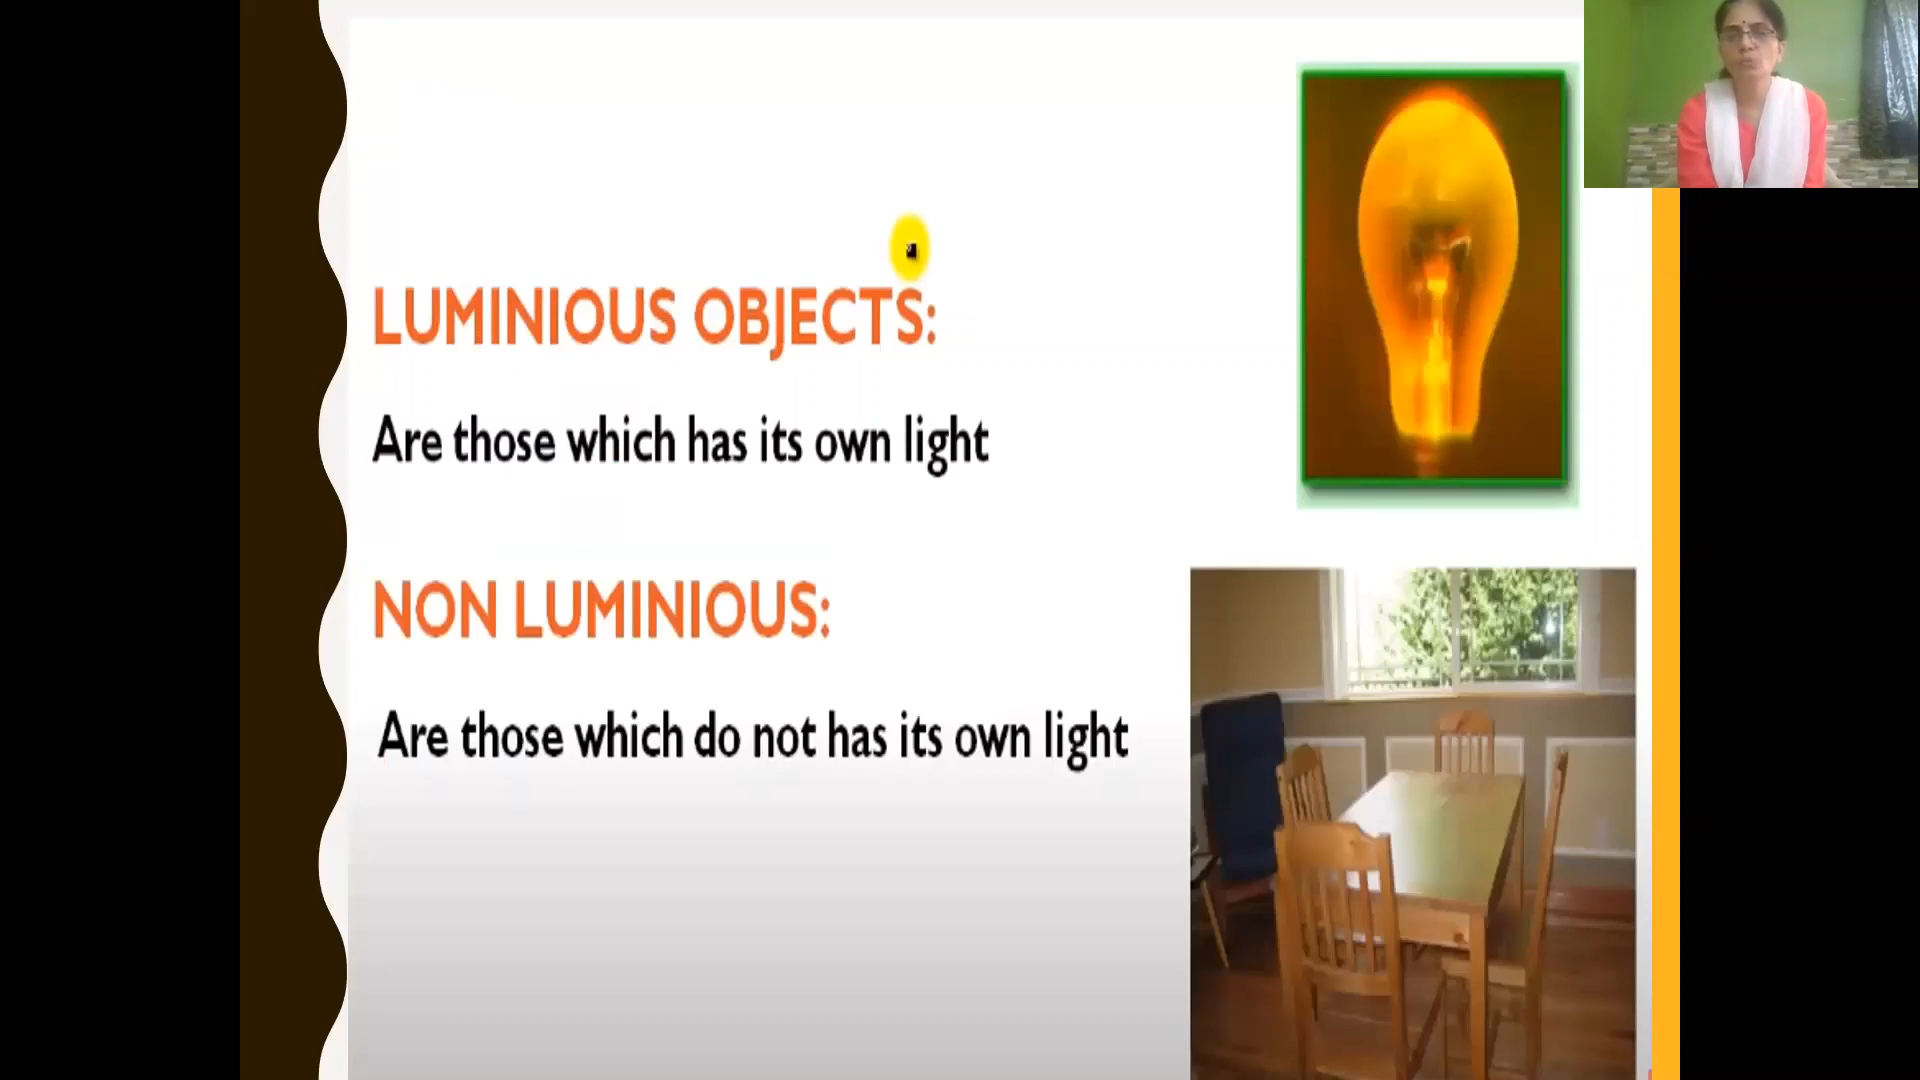 LUMINIOUS OBJECTS:
Are those which has its own light
NON LUMINIOUS:
Are those which do not has its own light